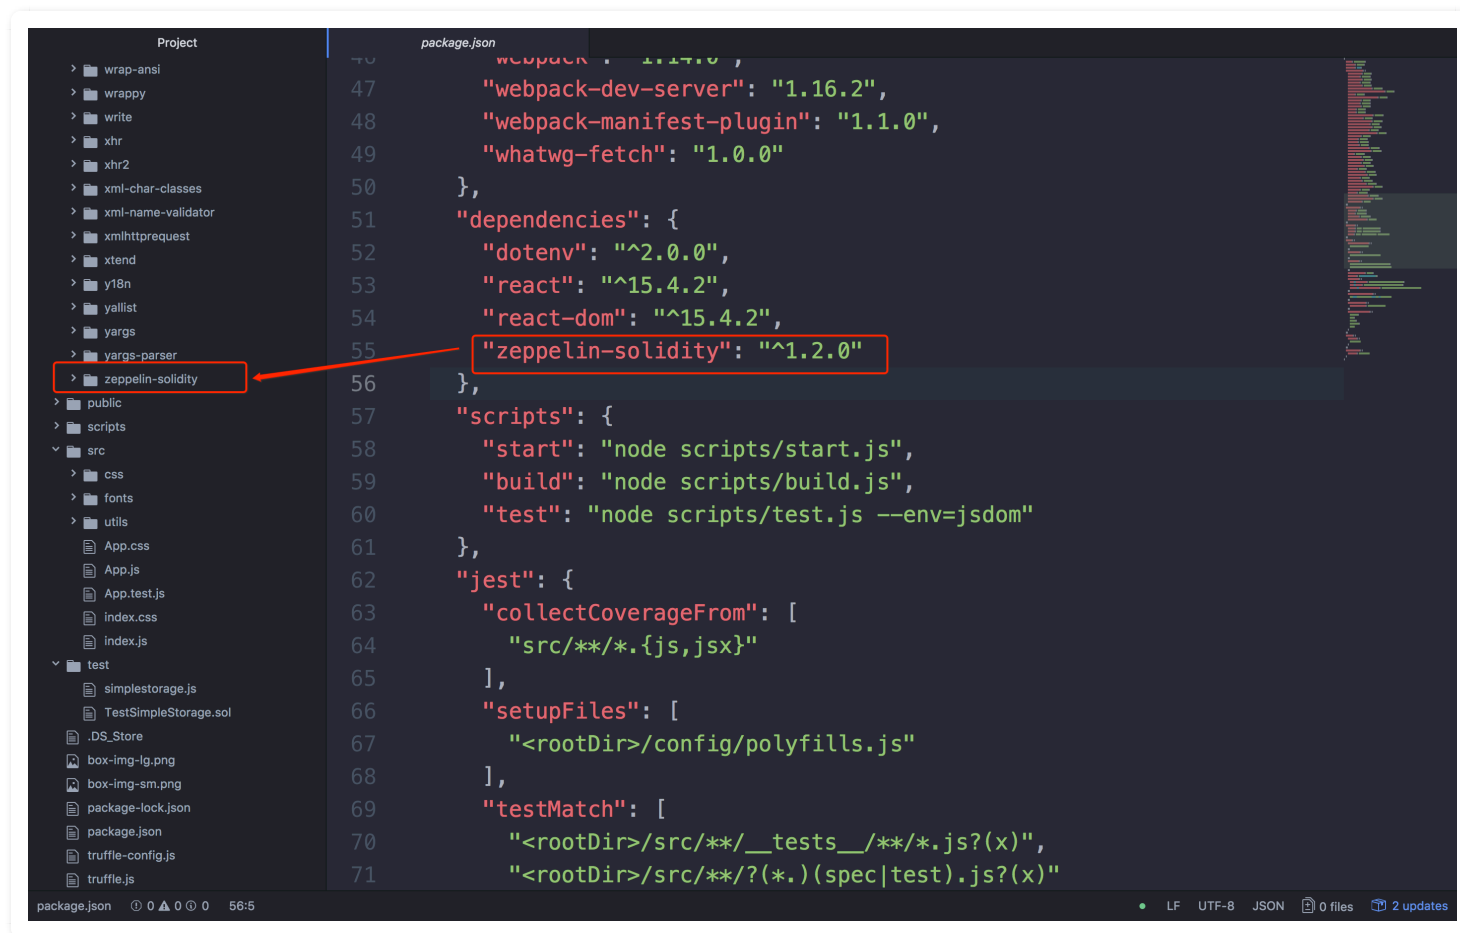 Project
wrap-ansi
wrappy
write
xhr
xhr2
xml-char-classes
xml-name-validator
xmlhttprequest
xtend
y18n
yallist
yargs
yargs-parser
zeppelin-solidity
public
scripts
src
css
fonts
utils
App.css
App.js
App.test.js
index.css
index.js
test
simplestorage.js
TestSimpleStorage.sol
.DS_Store
box-img-lg.png
box-img-sm.png
package-lock.json
package.json
truffle-config.js
truffle.js
package.json
46 "webpack": "1.14.0",
47 "webpack-dev-server": "1.16.2",
48 "webpack-manifest-plugin": "1.1.0",
49 "whatwg-fetch": "1.0.0"
50 },
51 "dependencies": {
52 "dotenv": "^2.0.0",
53 "react": "^15.4.2",
54 "react-dom": "^15.4.2",
55 "zeppelin-solidity": "^1.2.0"
56 },
57 "scripts": {
58 "start": "node scripts/start.js",
59 "build": "node scripts/build.js",
60 "test": "node scripts/test.js --env=jsdom"
61 },
62 "jest": {
63 "collectCoverageFrom": [
64 "src/**/*.{js,jsx}"
65 ],
66 "setupFiles": [
67 "<rootDir>/config/polyfills.js"
68 ],
69 "testMatch": [
70 "<rootDir>/src/**/__tests__/**/*.js?(x)",
71 "<rootDir>/src/**/?(*.)(spec|test).js?(x)"
package.json 0 0 0 56:5 LF UTF-8 JSON 0 files 2 updates